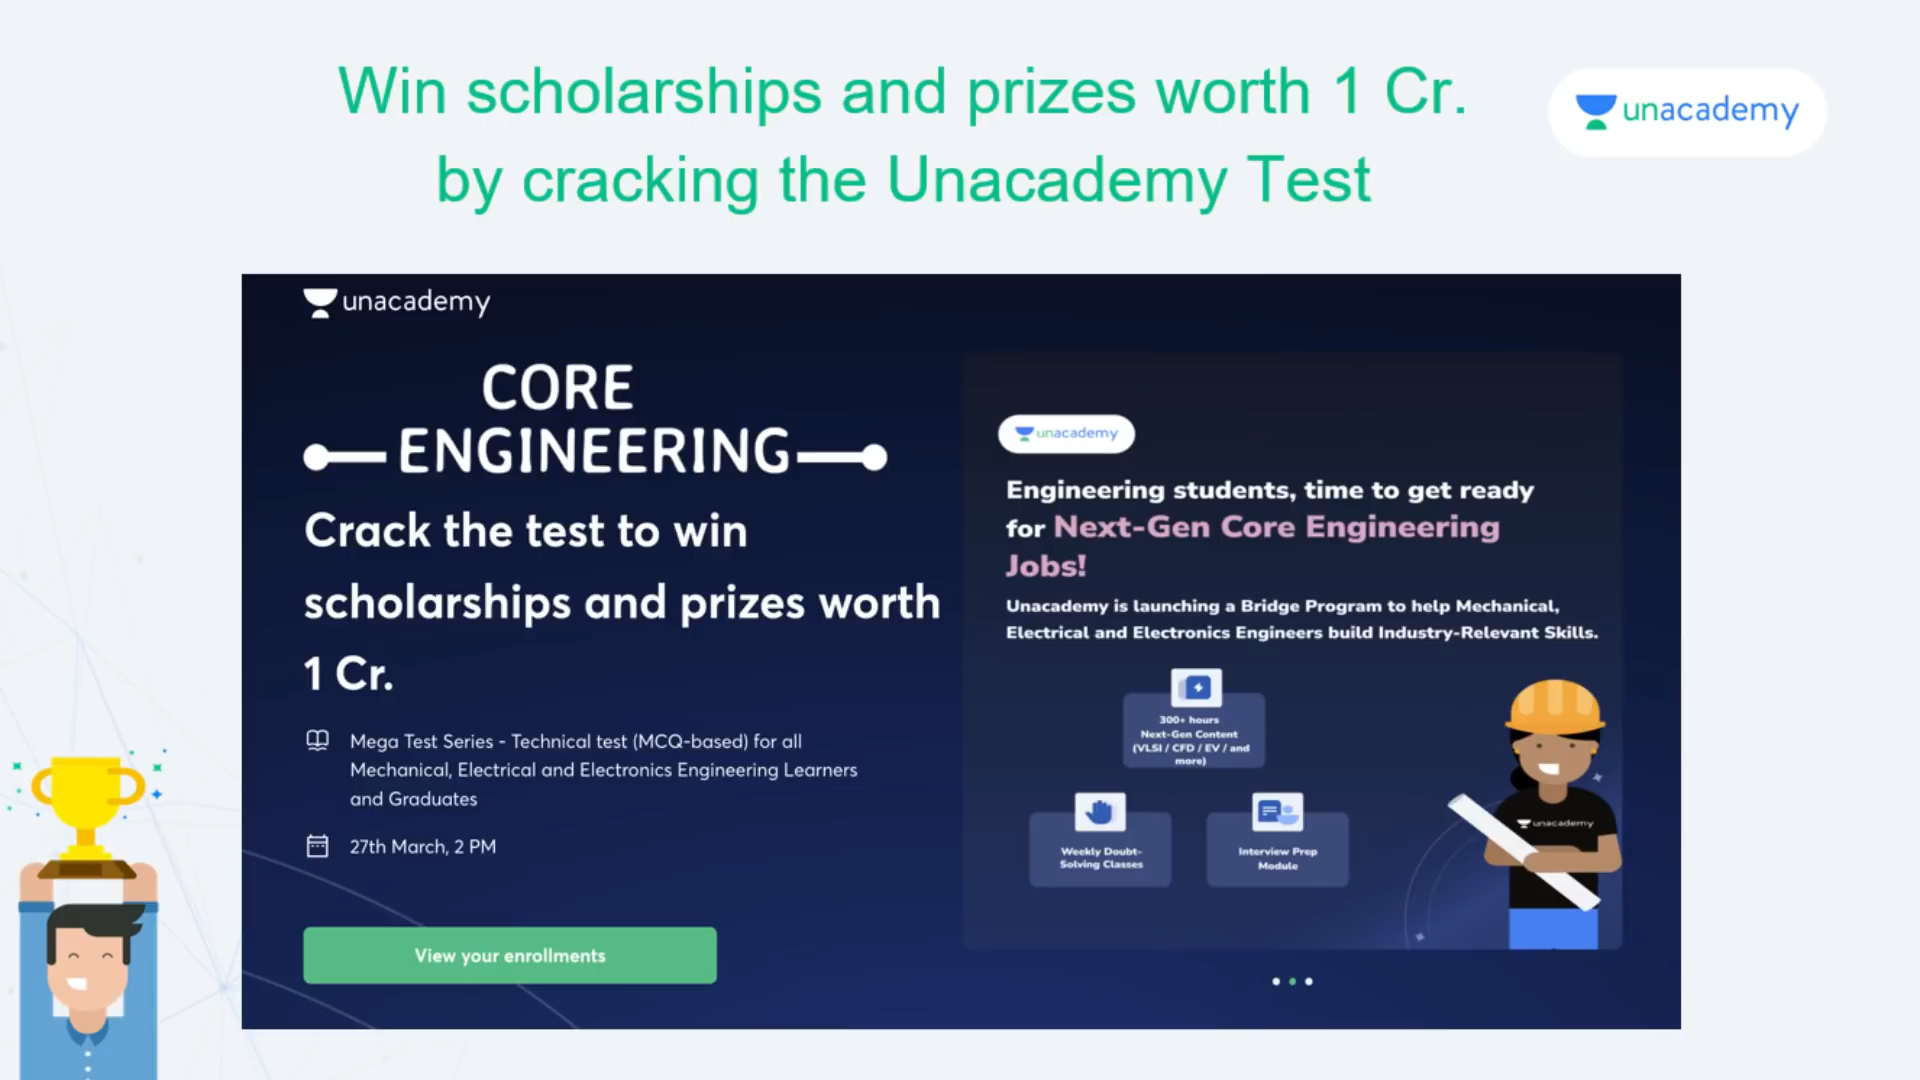 Win scholarships and prizes worth 1 Cr.
by cracking the Unacademy Test
unacademy
unacademy
CORE
ENGINEERING
Crack the test to win
scholarships and prizes worth
1 Cr.
Mega Test Series - Technical test (MCQ-based) for all
Mechanical, Electrical and Electronics Engineering Learners
and Graduates
27th March, 2 PM
View your enrollments
unacademy
Engineering students, time to get ready
for Next-Gen Core Engineering
Jobs!
Unacademy is launching a Bridge Program to help Mechanical,
Electrical and Electronics Engineers build Industry-Relevant Skills.
300+ hours
Next-Gen Content
(VLSI / CFD / EV / and
more)
Weekly Doubt-
Solving Classes
Interview Prep
Module
unacademy